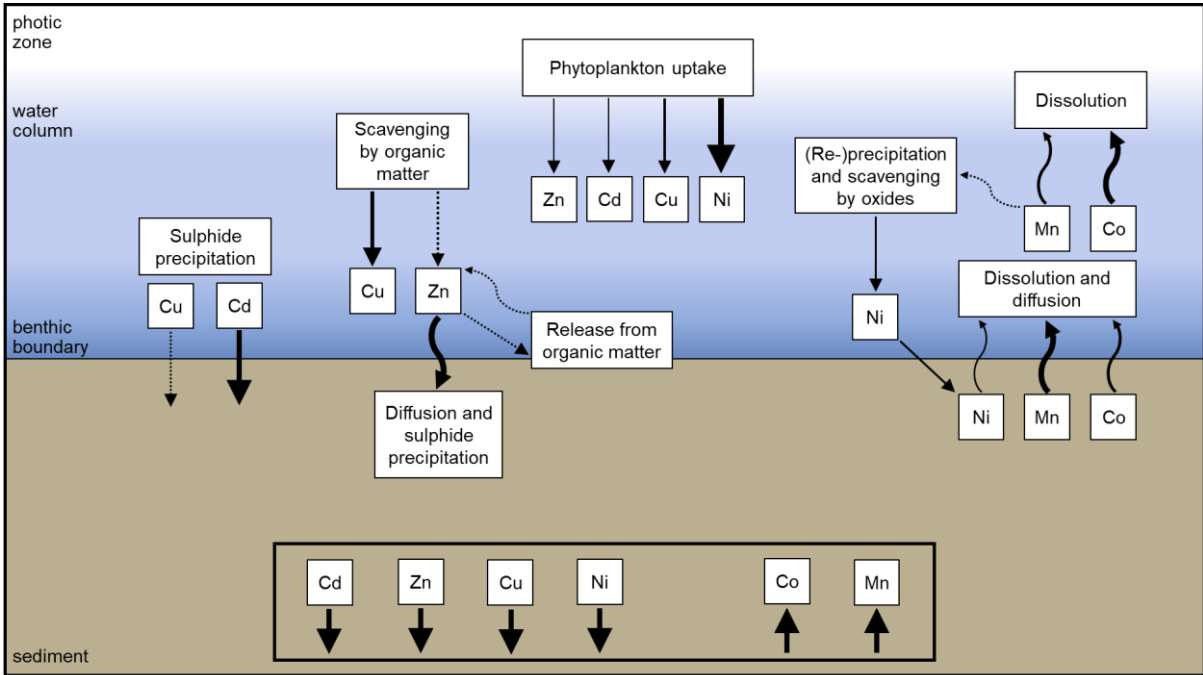 photic
zone
Phytoplankton uptake
Dissolution
water
column
Scavenging
by organic
matter
(Re-)precipitation
and scavenging
by oxides
Zn
Cd
Cu
Ni
Mn
Co
Sulphide
precipitation
Cu
Cd
Cu
Zn
Dissolution and
diffusion
Ni
benthic
boundary
Release from
organic matter
Diffusion and
sulphide
precipitation
Ni
Mn
Co
Cd
Zn
Cu
Ni
Co
Mn
sediment